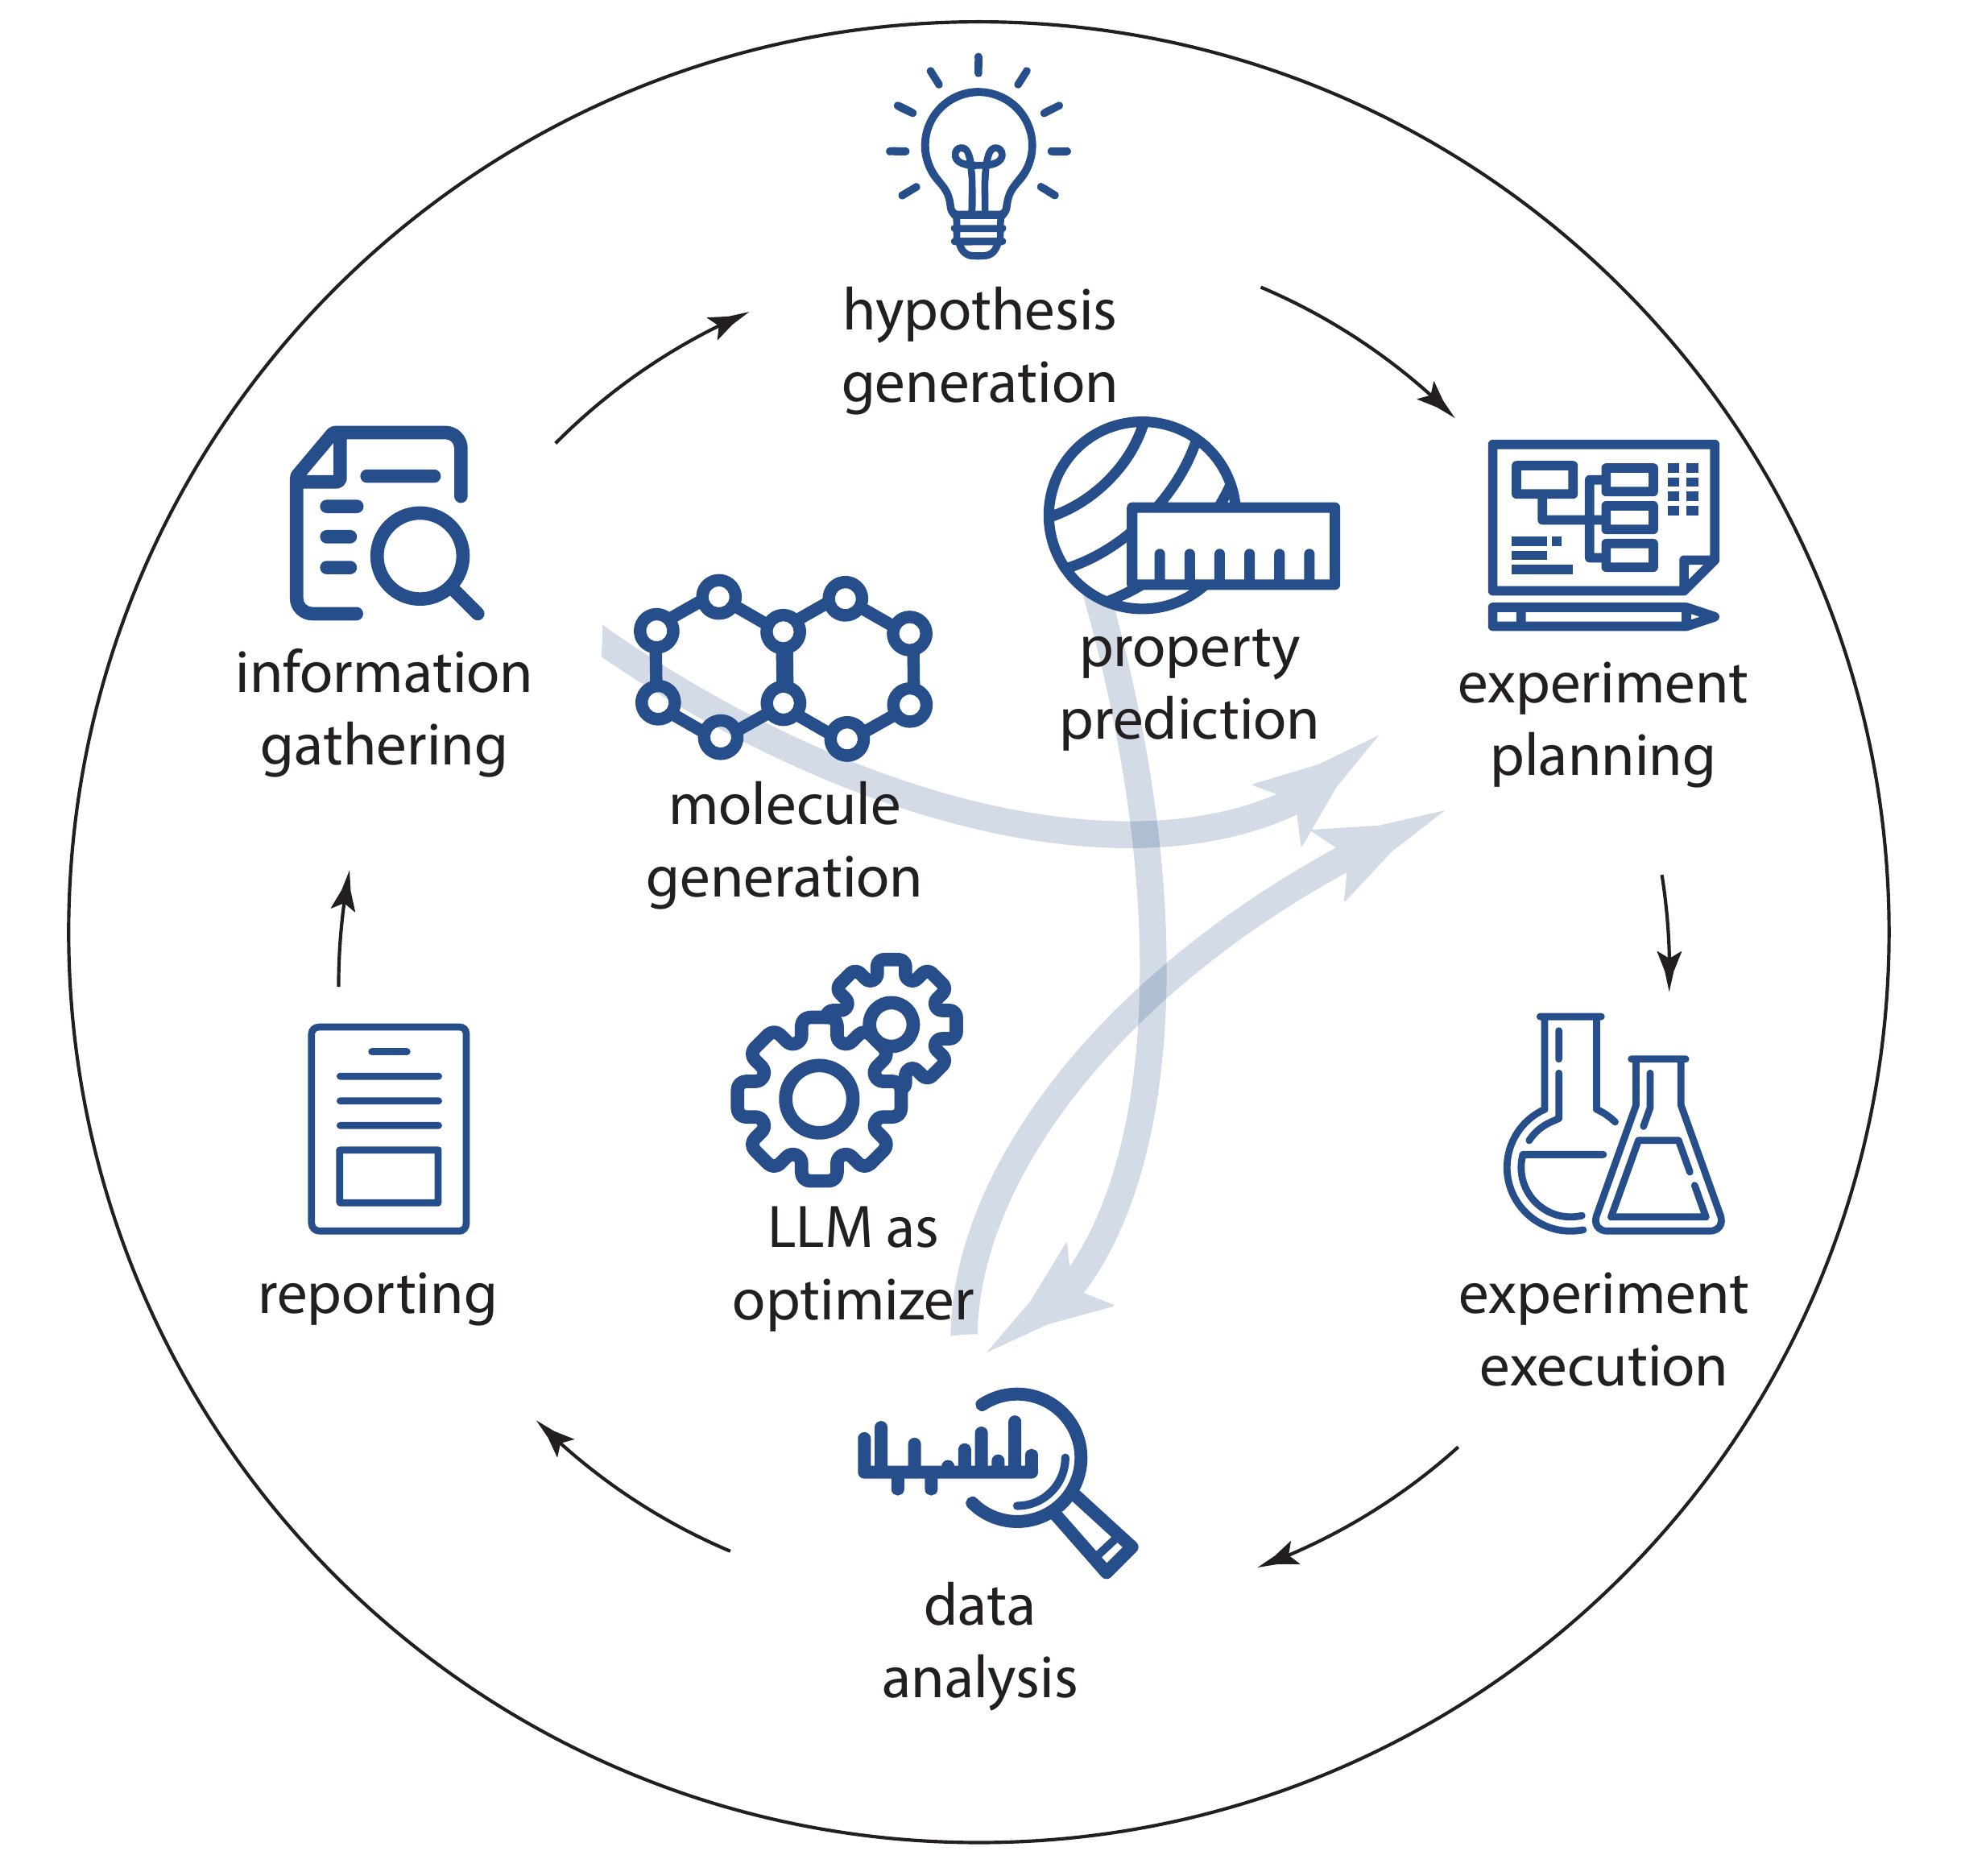 hypothesis
generation
information
gathering
property
prediction
experiment
planning
molecule
generation
LLM as
optimizer
reporting
experiment
execution
data
analysis